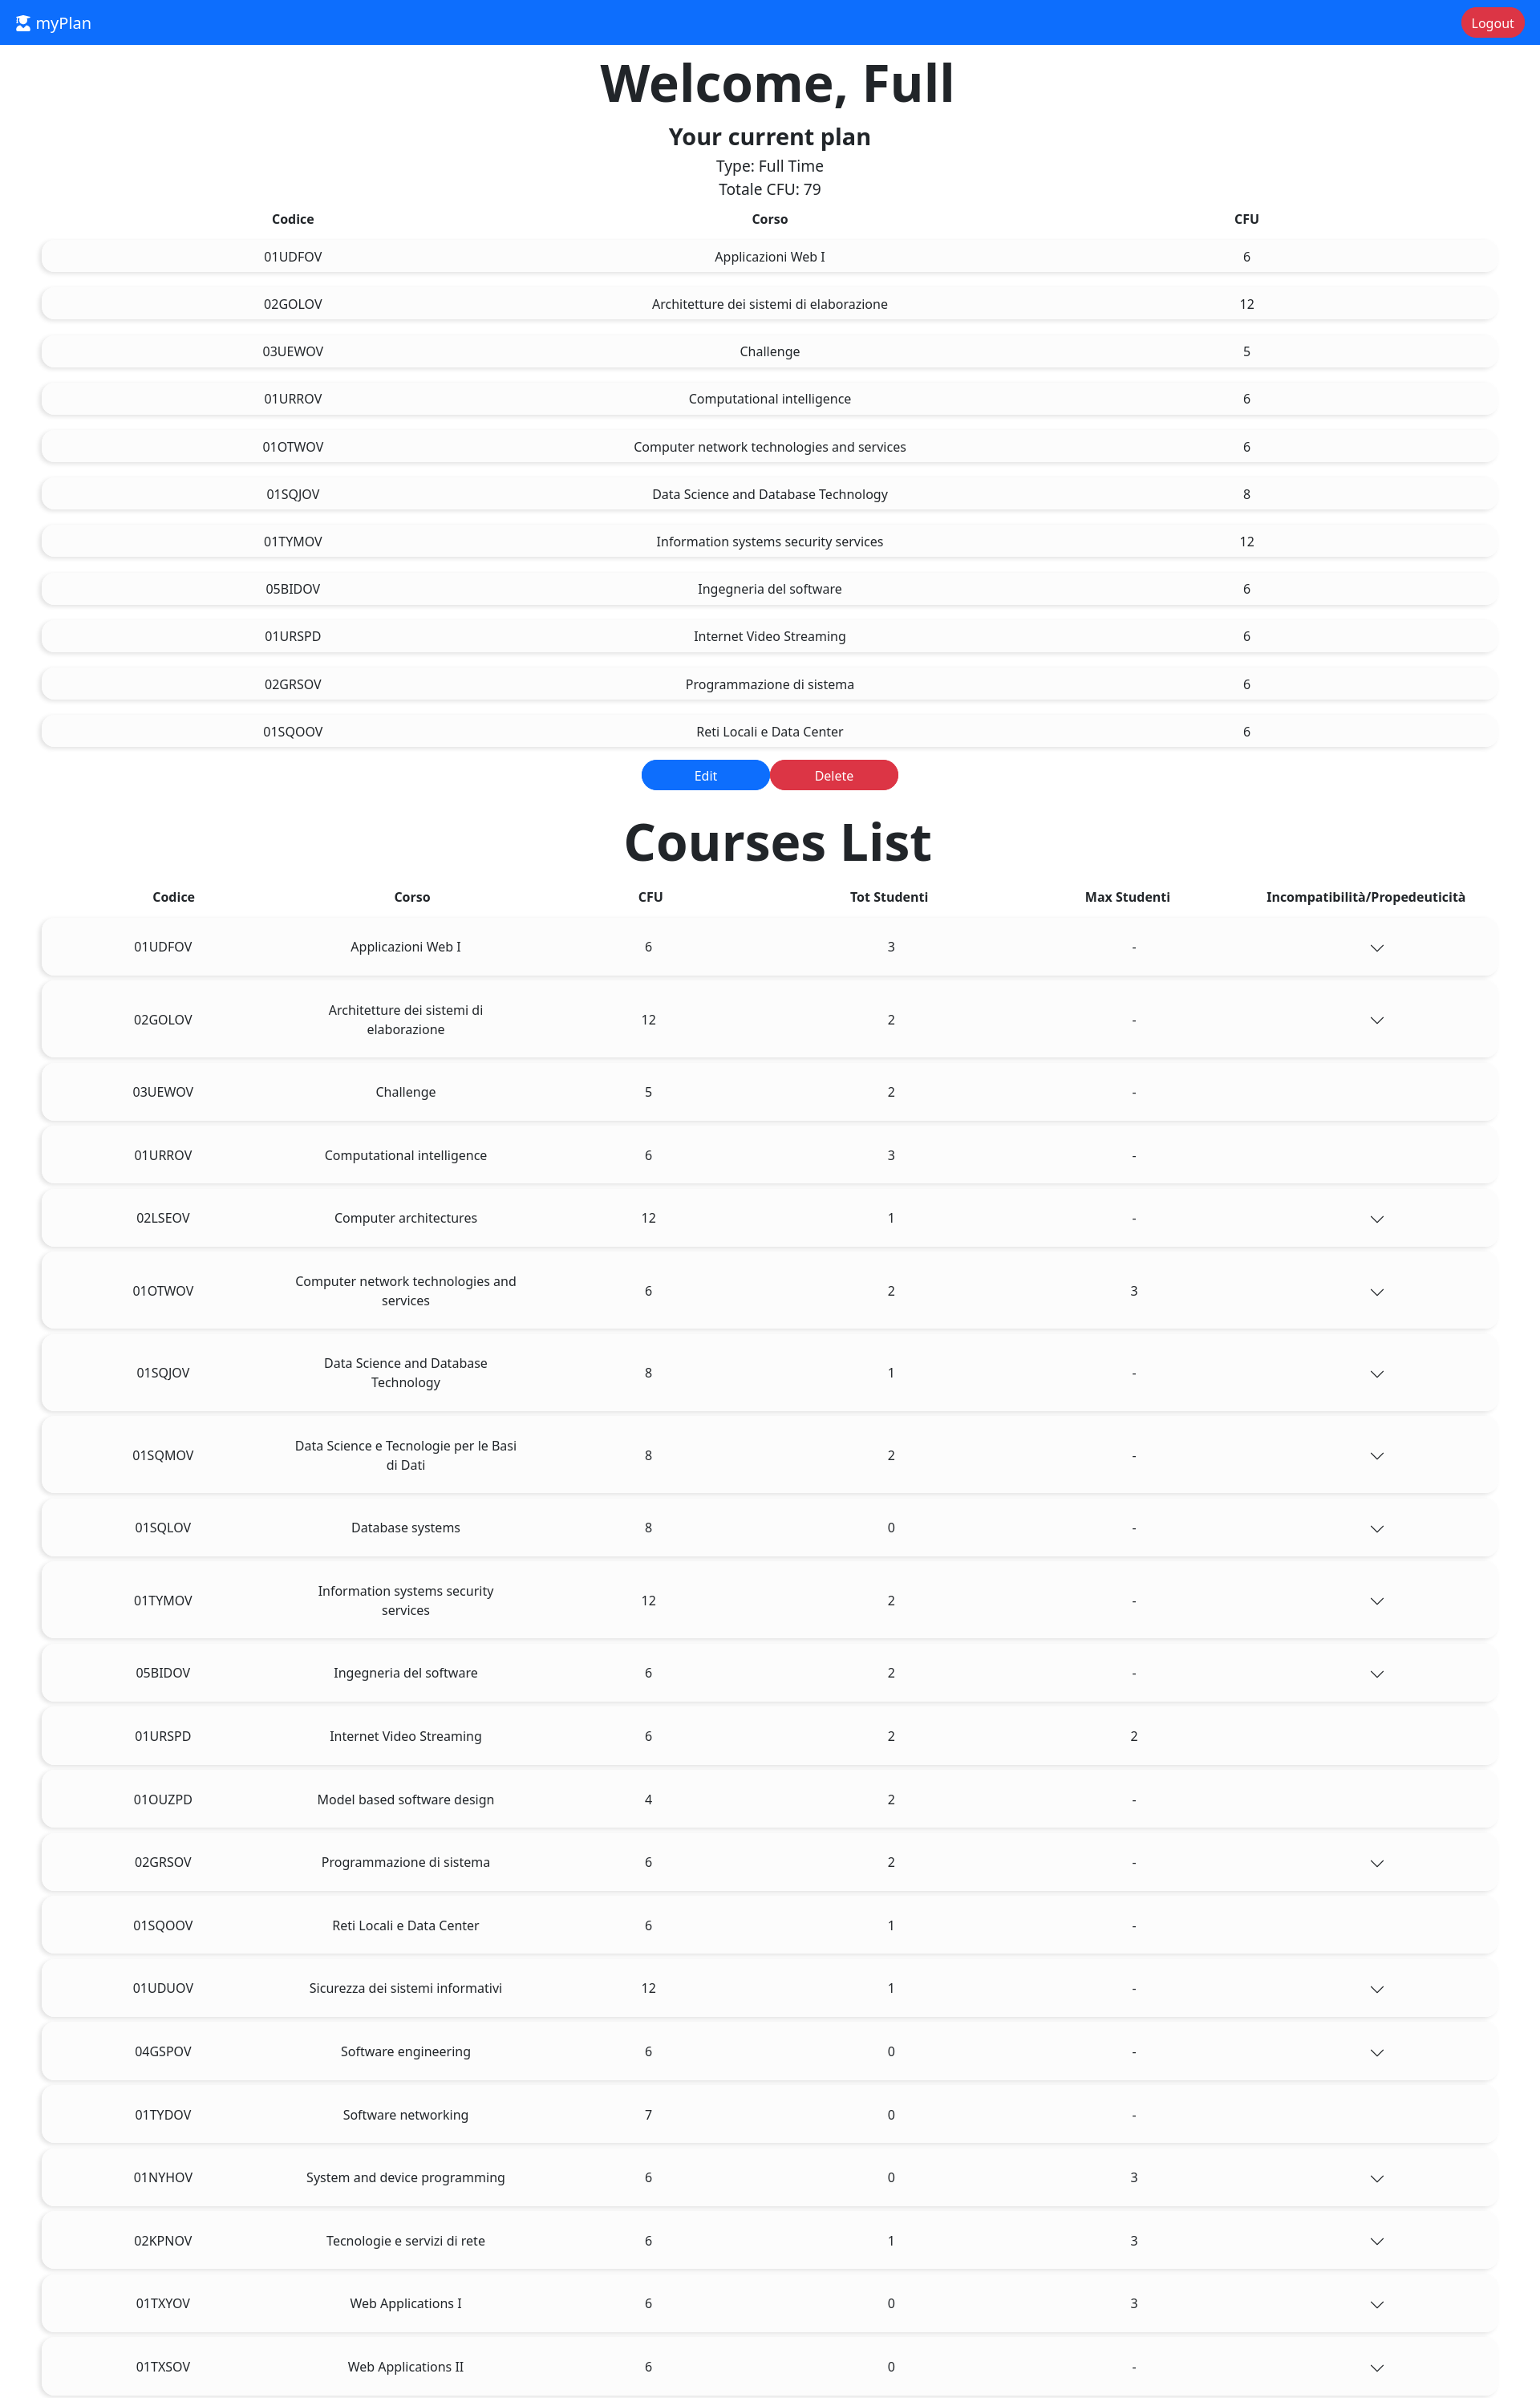 myPlan Logout
Welcome, Full
Your current plan
Type: Full Time
Totale CFU: 79
Codice Corso CFU
01UDFOV Applicazioni Web I 6
02GOLOV Architetture dei sistemi di elaborazione 12
03UEWOV Challenge 5
01URROV Computational intelligence 6
01OTWOV Computer network technologies and services 6
01SQJOV Data Science and Database Technology 8
01TYMOV Information systems security services 12
05BIDOV Ingegneria del software 6
01URSPD Internet Video Streaming 6
02GRSOV Programmazione di sistema 6
01SQOOV Reti Locali e Data Center 6
Edit Delete
Courses List
Codice Corso CFU Tot Studenti Max Studenti Incompatibilità/Propedeuticità
01UDFOV Applicazioni Web I 6 3 -
02GOLOV Architetture dei sistemi di
elaborazione 12 2 -
03UEWOV Challenge 5 2 -
01URROV Computational intelligence 6 3 -
02LSEOV Computer architectures 12 1 -
01OTWOV Computer network technologies and
services 6 2 3
01SQJOV Data Science and Database
Technology 8 1 -
01SQMOV Data Science e Tecnologie per le Basi
di Dati 8 2 -
01SQLOV Database systems 8 0 -
01TYMOV Information systems security
services 12 2 -
05BIDOV Ingegneria del software 6 2 -
01URSPD Internet Video Streaming 6 2 2
01OUZPD Model based software design 4 2 -
02GRSOV Programmazione di sistema 6 2 -
01SQOOV Reti Locali e Data Center 6 1 -
01UDUOV Sicurezza dei sistemi informativi 12 1 -
04GSPOV Software engineering 6 0 -
01TYDOV Software networking 7 0 -
01NYHOV System and device programming 6 0 3
02KPNOV Tecnologie e servizi di rete 6 1 3
01TXYOV Web Applications I 6 0 3
01TXSOV Web Applications II 6 0 -